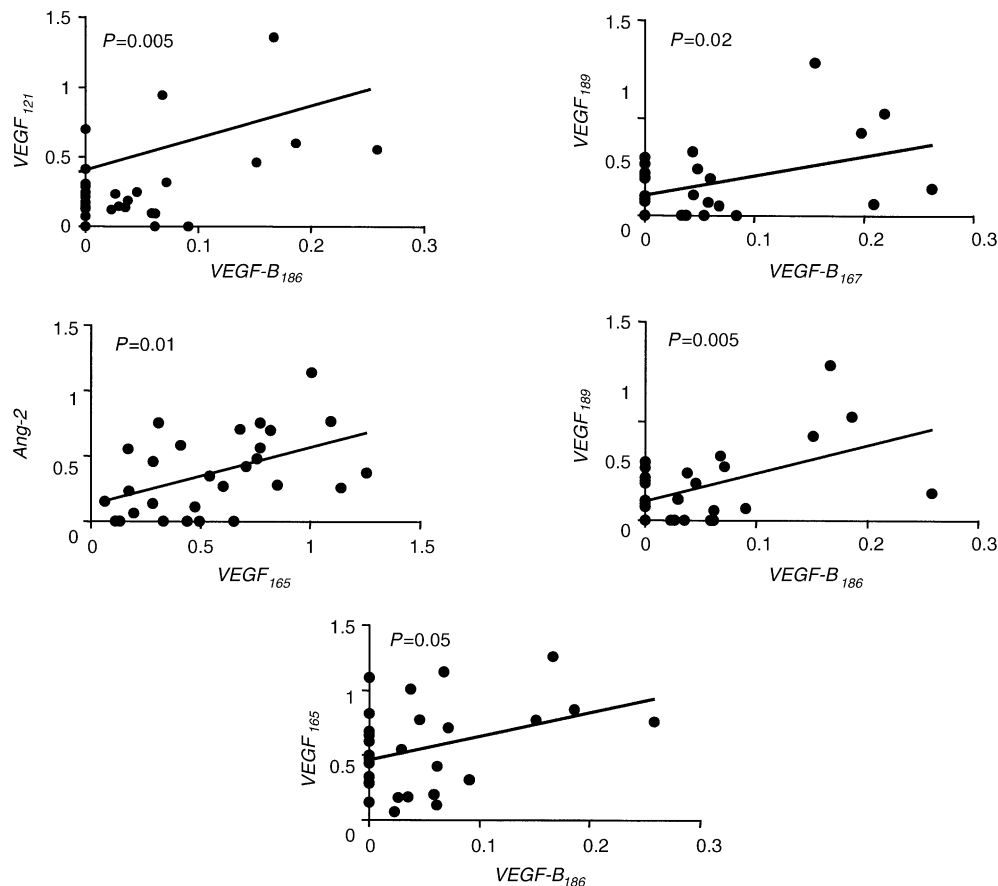 1.5
P=0.005
1
VEGF121
0.5
0
0 0.1 0.2 0.3
VEGF-B186
1.5
P=0.02
1
VEGF189
0.5
0
0 0.1 0.2 0.3
VEGF-B167
1.5
P=0.01
1
Ang-2
0.5
0
0 0.5 1 1.5
VEGF165
1.5
P=0.005
1
VEGF189
0.5
0
0 0.1 0.2 0.3
VEGF-B186
1.5
P=0.05
1
VEGF165
0.5
0
0 0.1 0.2 0.3
VEGF-B186